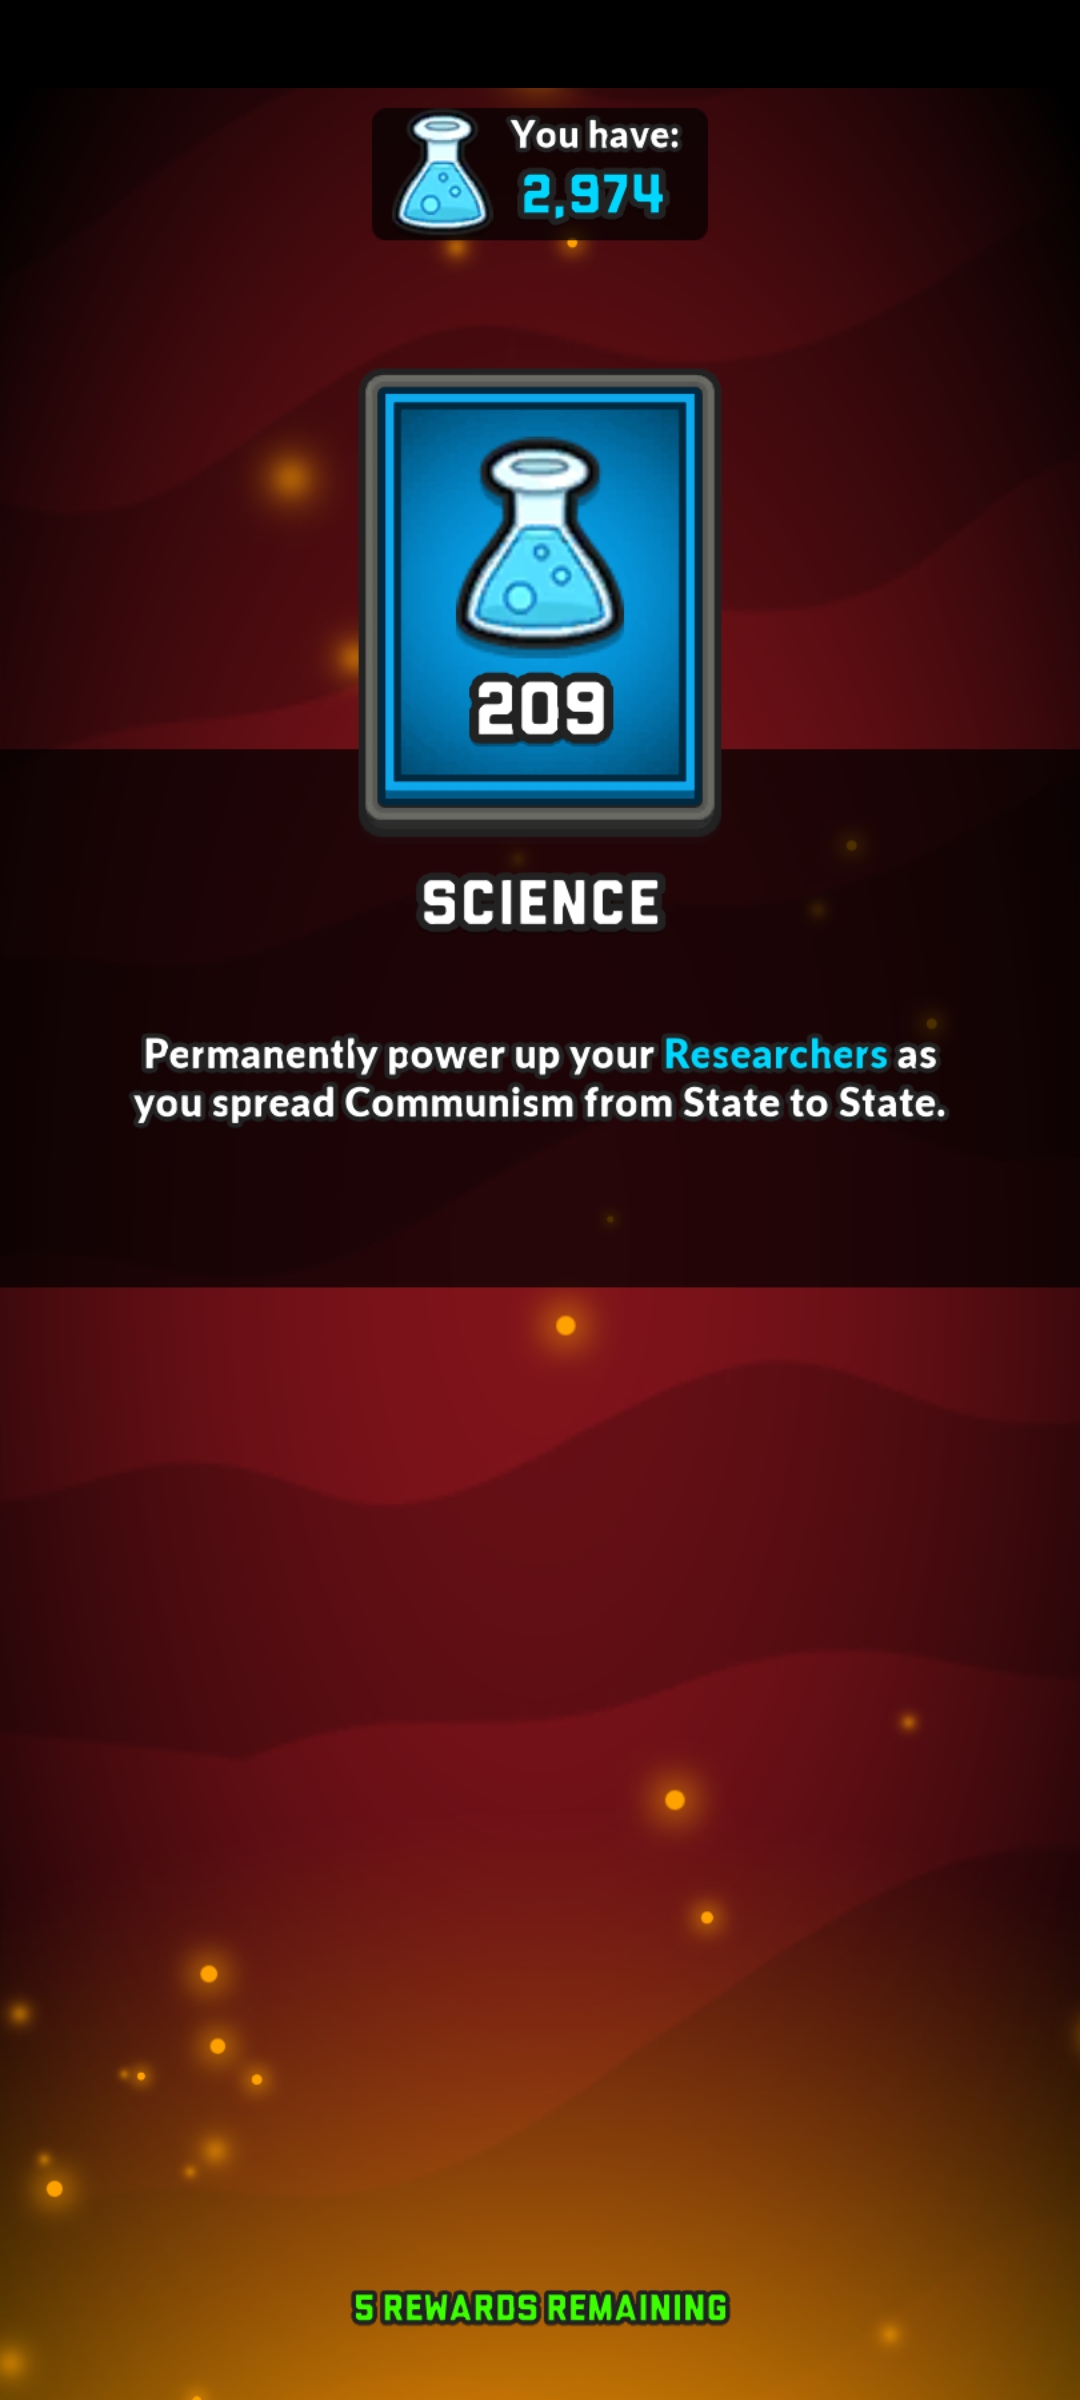 You have:
2,974
209
SCIENCE
Permanently power up your Researchers as
you spread Communism from State to State.
5 REWARDS REMAINING